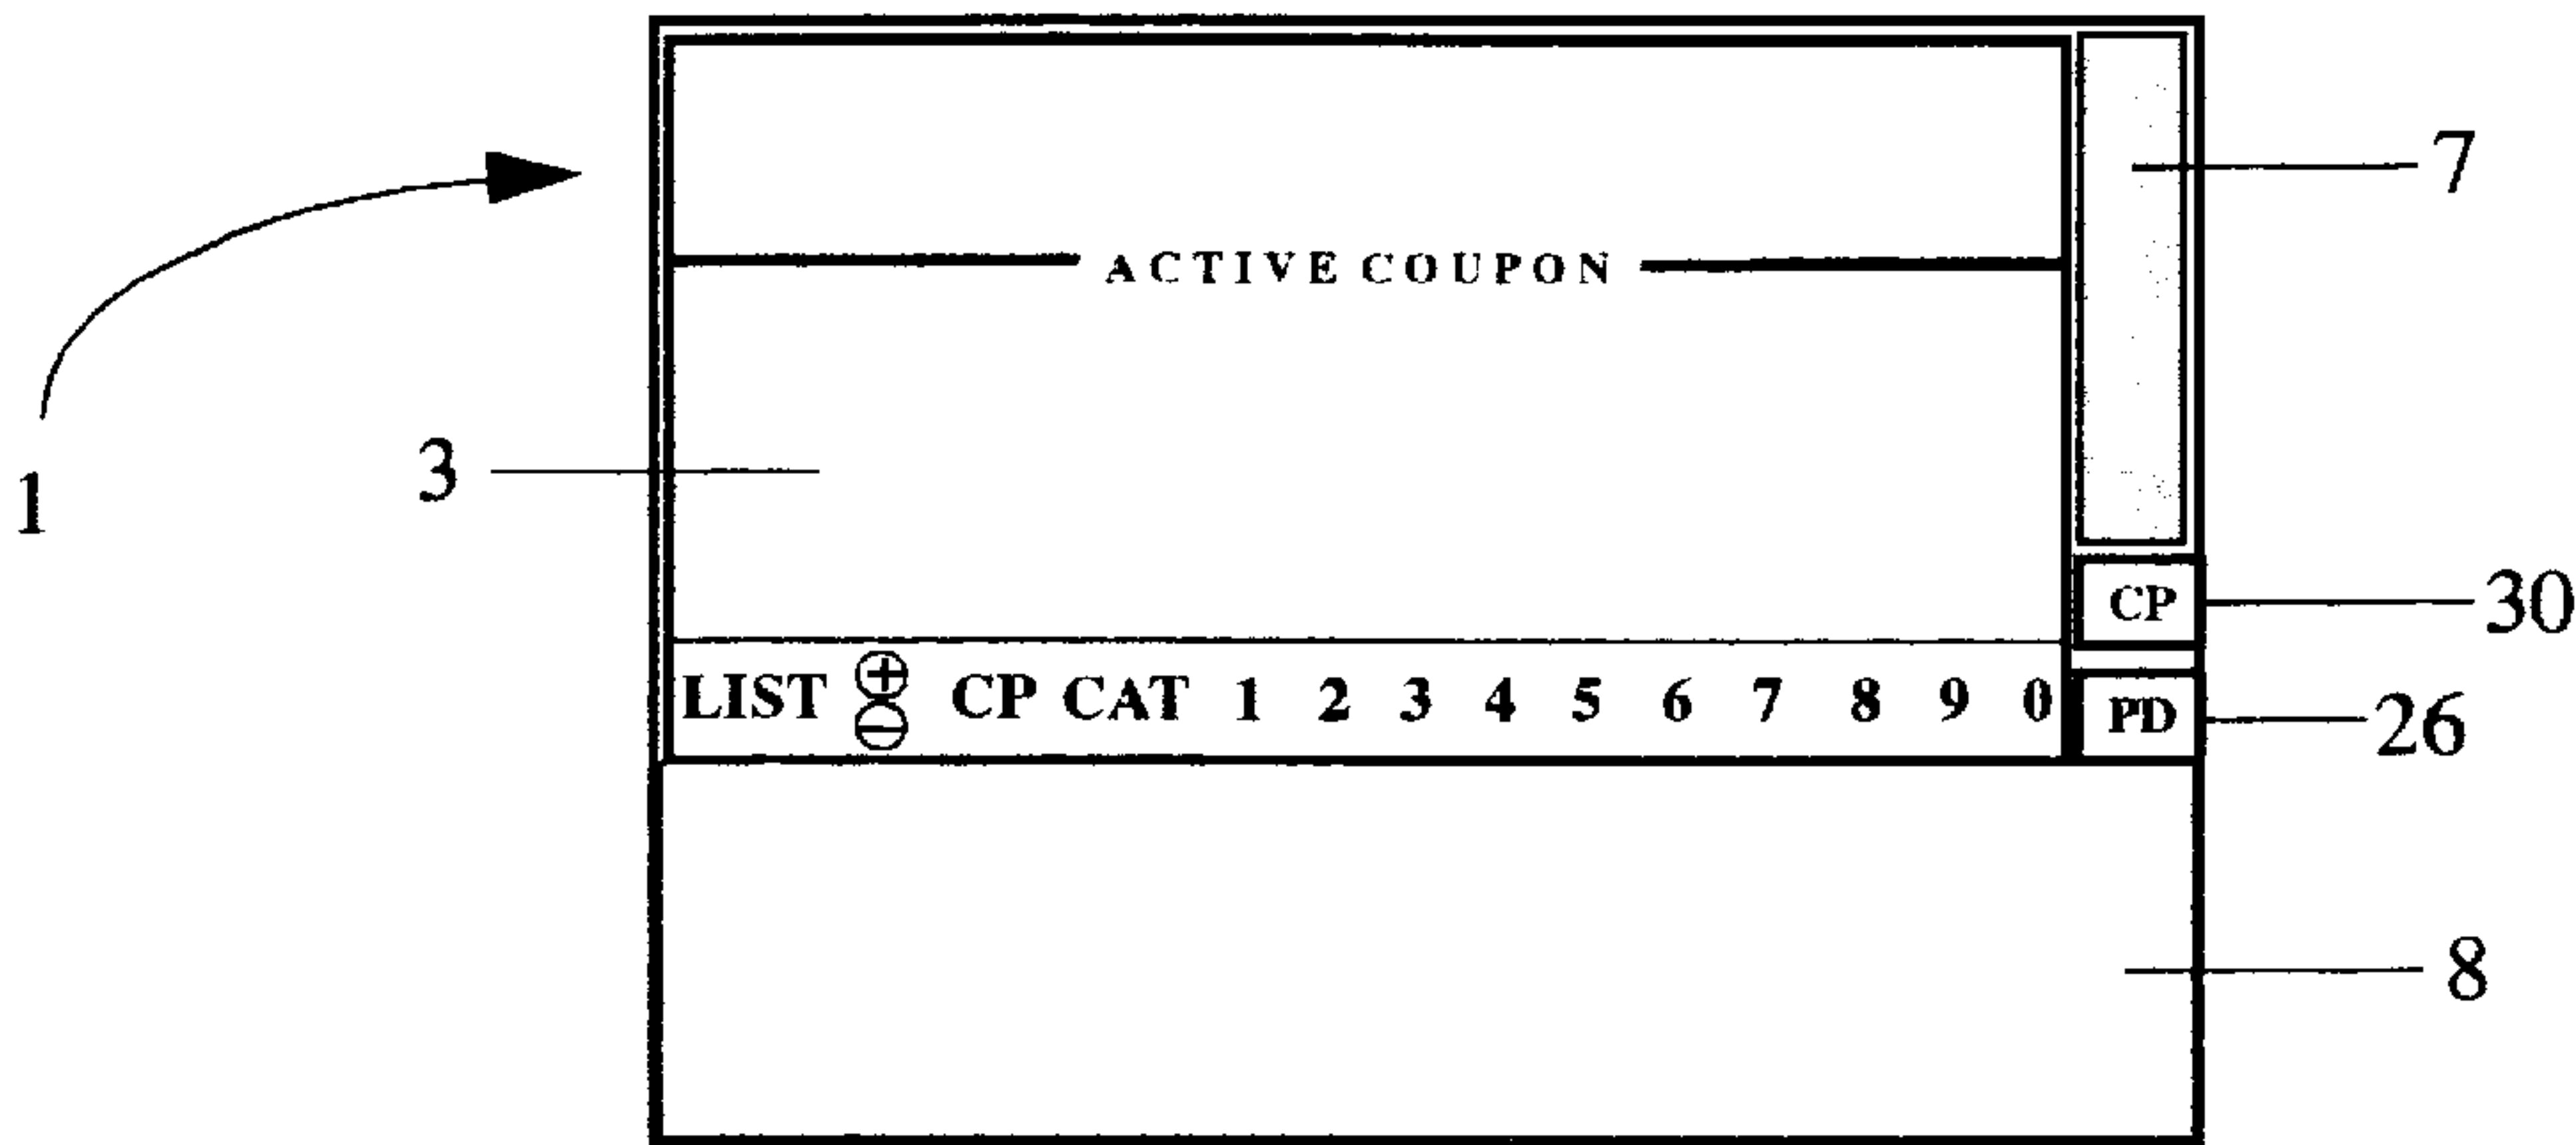 7
ACTIVE COUPON
3
1
CP 30
LIST ⊕ ⊖ CP CAT 1 2 3 4 5 6 7 8 9 0 PD 26
8